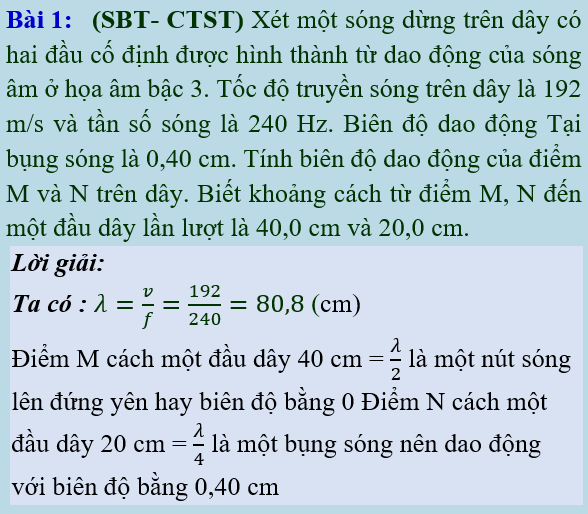 Bài 1: (SBT- CTST) Xét một sóng dừng trên dây có
hai đầu cố định được hình thành từ dao động của sóng
âm ở họa âm bậc 3. Tốc độ truyền sóng trên dây là 192
m/s và tần số sóng là 240 Hz. Biên độ dao động Tại
bụng sóng là 0,40 cm. Tính biên độ dao động của điểm
M và N trên dây. Biết khoảng cách từ điểm M, N đến
một đầu dây lần lượt là 40,0 cm và 20,0 cm.
Lời giải:
Ta có : λ = v/f = 192/240 = 80,8 (cm)
Điểm M cách một đầu dây 40 cm = λ/2 là một nút sóng
lên đứng yên hay biên độ bằng 0 Điểm N cách một
đầu dây 20 cm = λ/4 là một bụng sóng nên dao động
với biên độ bằng 0,40 cm